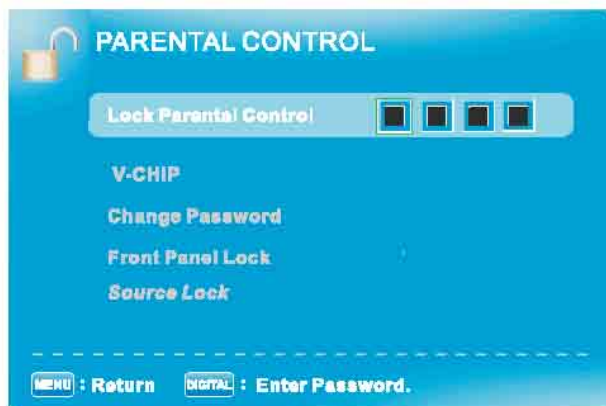 PARENTAL CONTROL
Lock Parental Control
V-CHIP
Change Password
Front Panel Lock
Source Lock
MENU : Return DIGITAL : Enter Password.